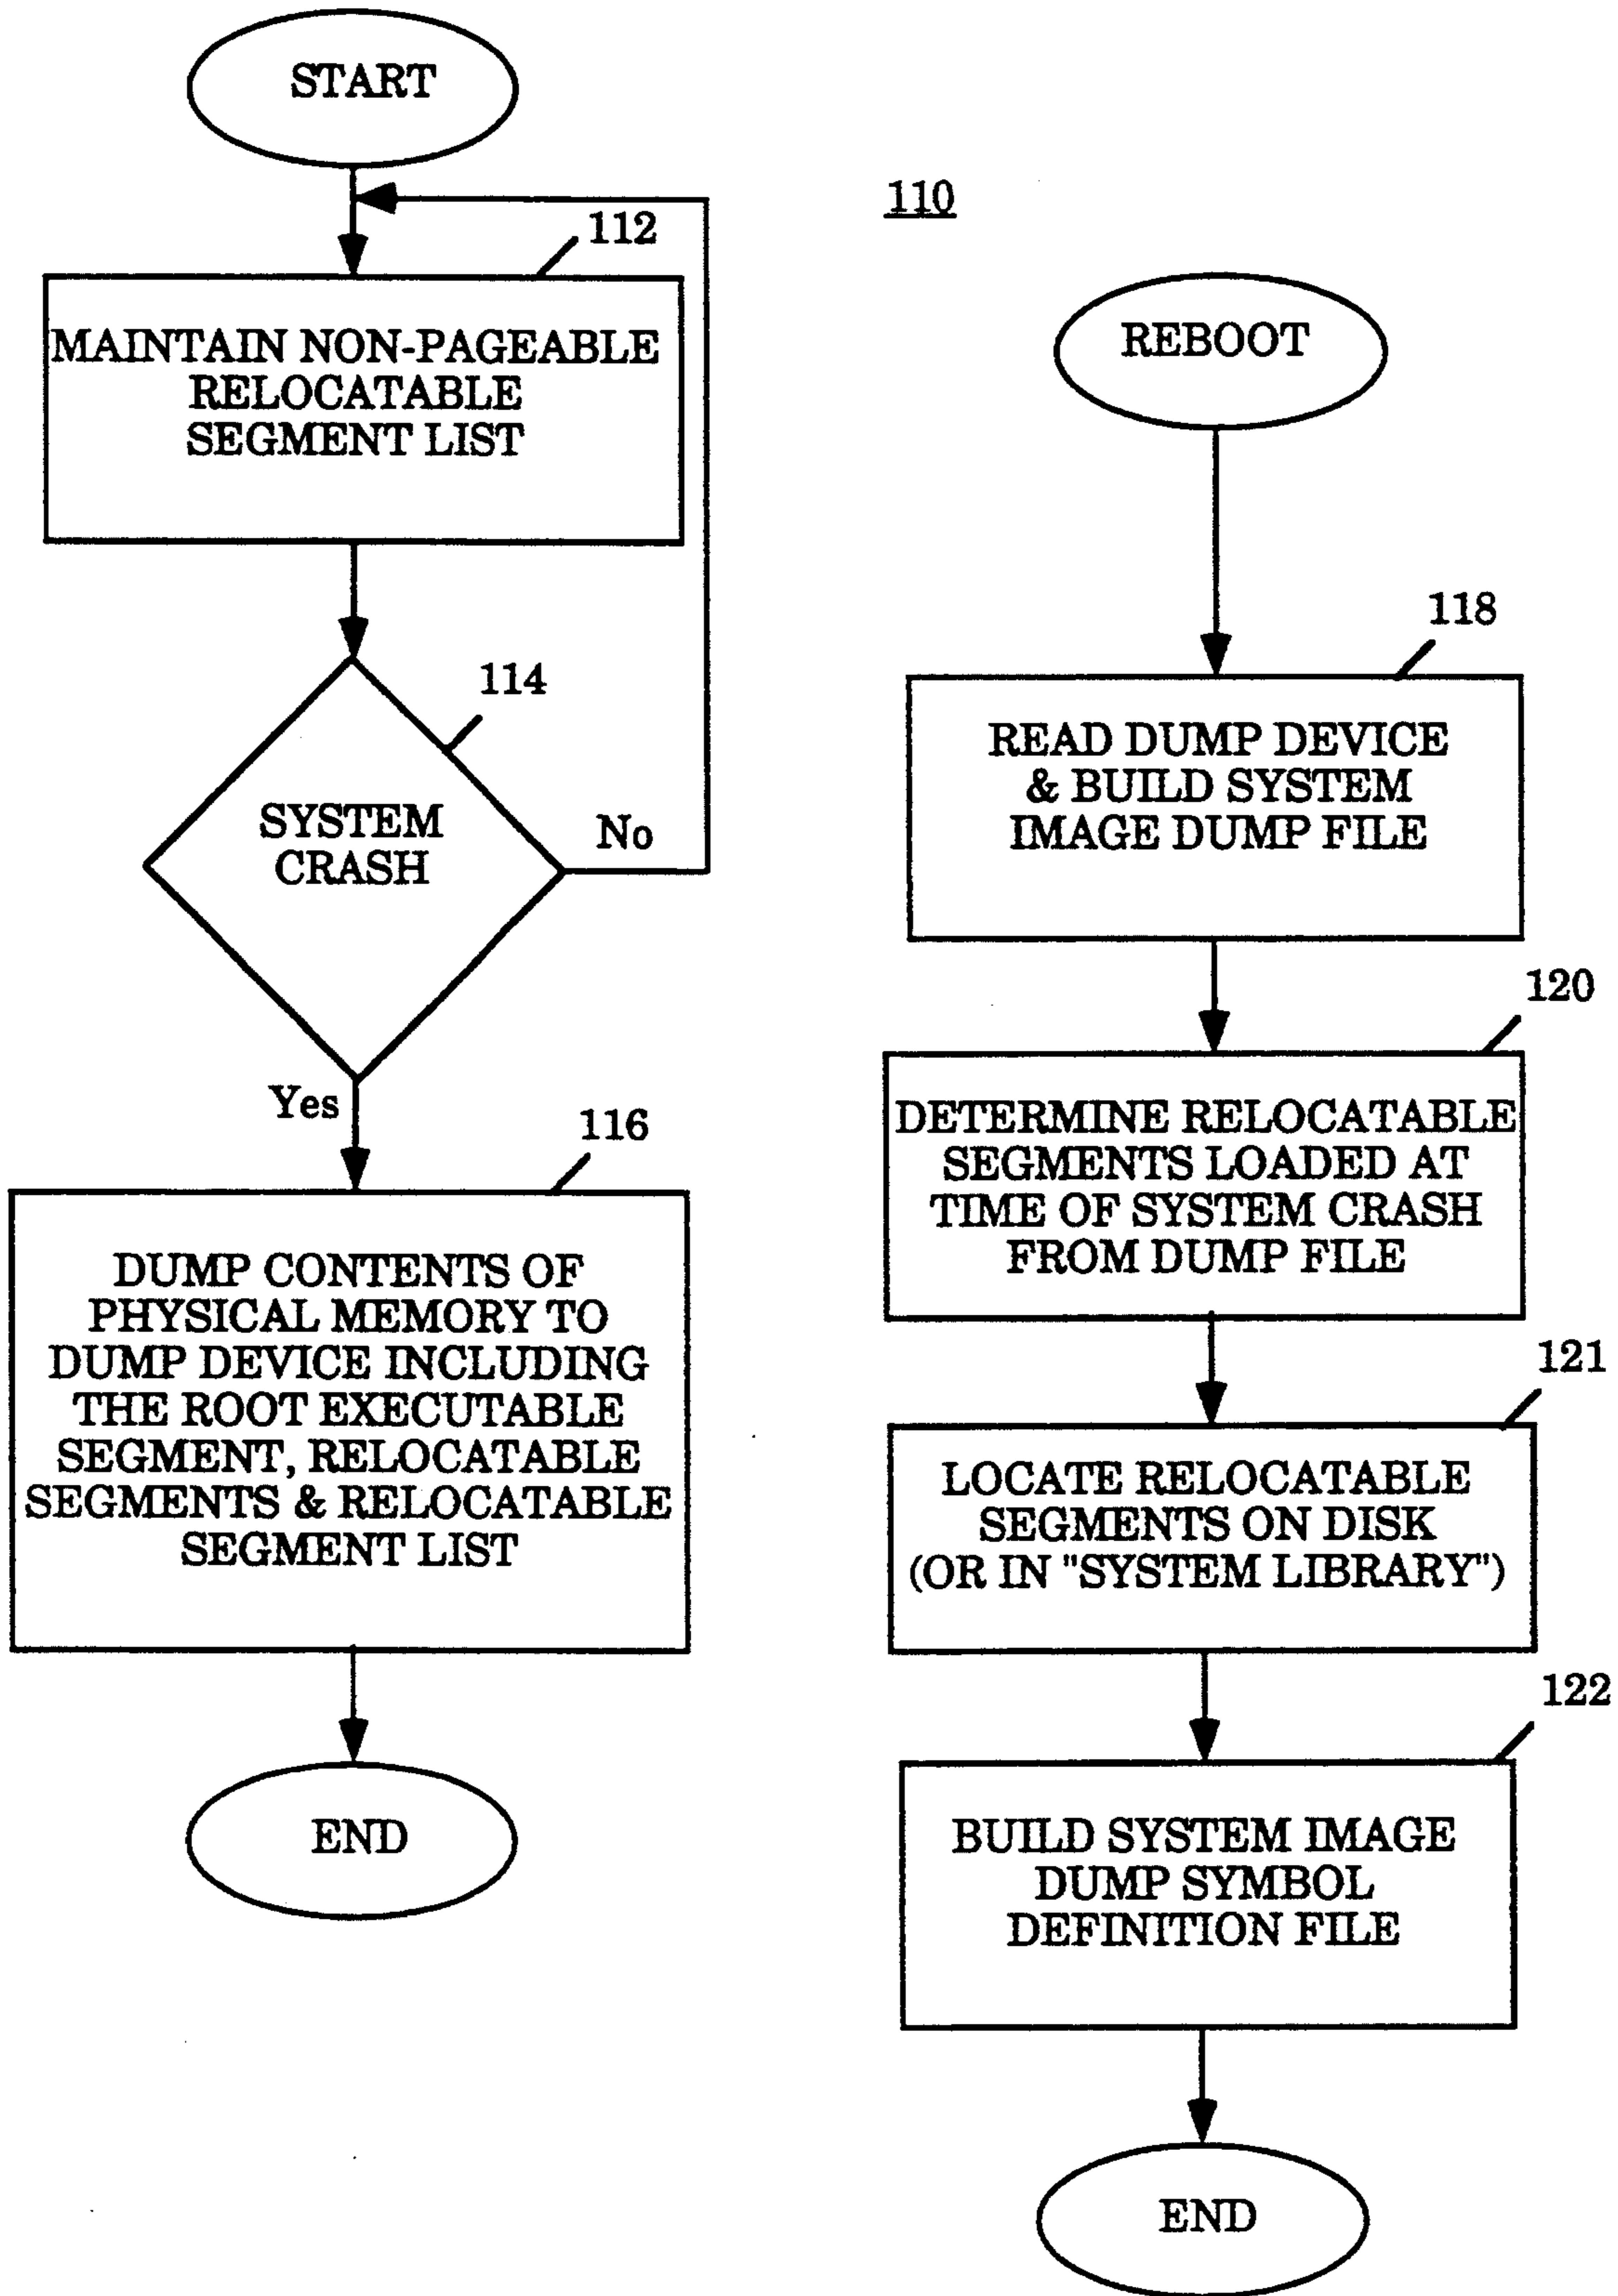 START
112
MAINTAIN NON-PAGEABLE
RELOCATABLE
SEGMENT LIST
114
SYSTEM
CRASH
No
Yes
116
DUMP CONTENTS OF
PHYSICAL MEMORY TO
DUMP DEVICE INCLUDING
THE ROOT EXECUTABLE
SEGMENT, RELOCATABLE
SEGMENTS & RELOCATABLE
SEGMENT LIST
END
110
REBOOT
118
READ DUMP DEVICE
& BUILD SYSTEM
IMAGE DUMP FILE
120
DETERMINE RELOCATABLE
SEGMENTS LOADED AT
TIME OF SYSTEM CRASH
FROM DUMP FILE
121
LOCATE RELOCATABLE
SEGMENTS ON DISK
(OR IN "SYSTEM LIBRARY")
122
BUILD SYSTEM IMAGE
DUMP SYMBOL
DEFINITION FILE
END